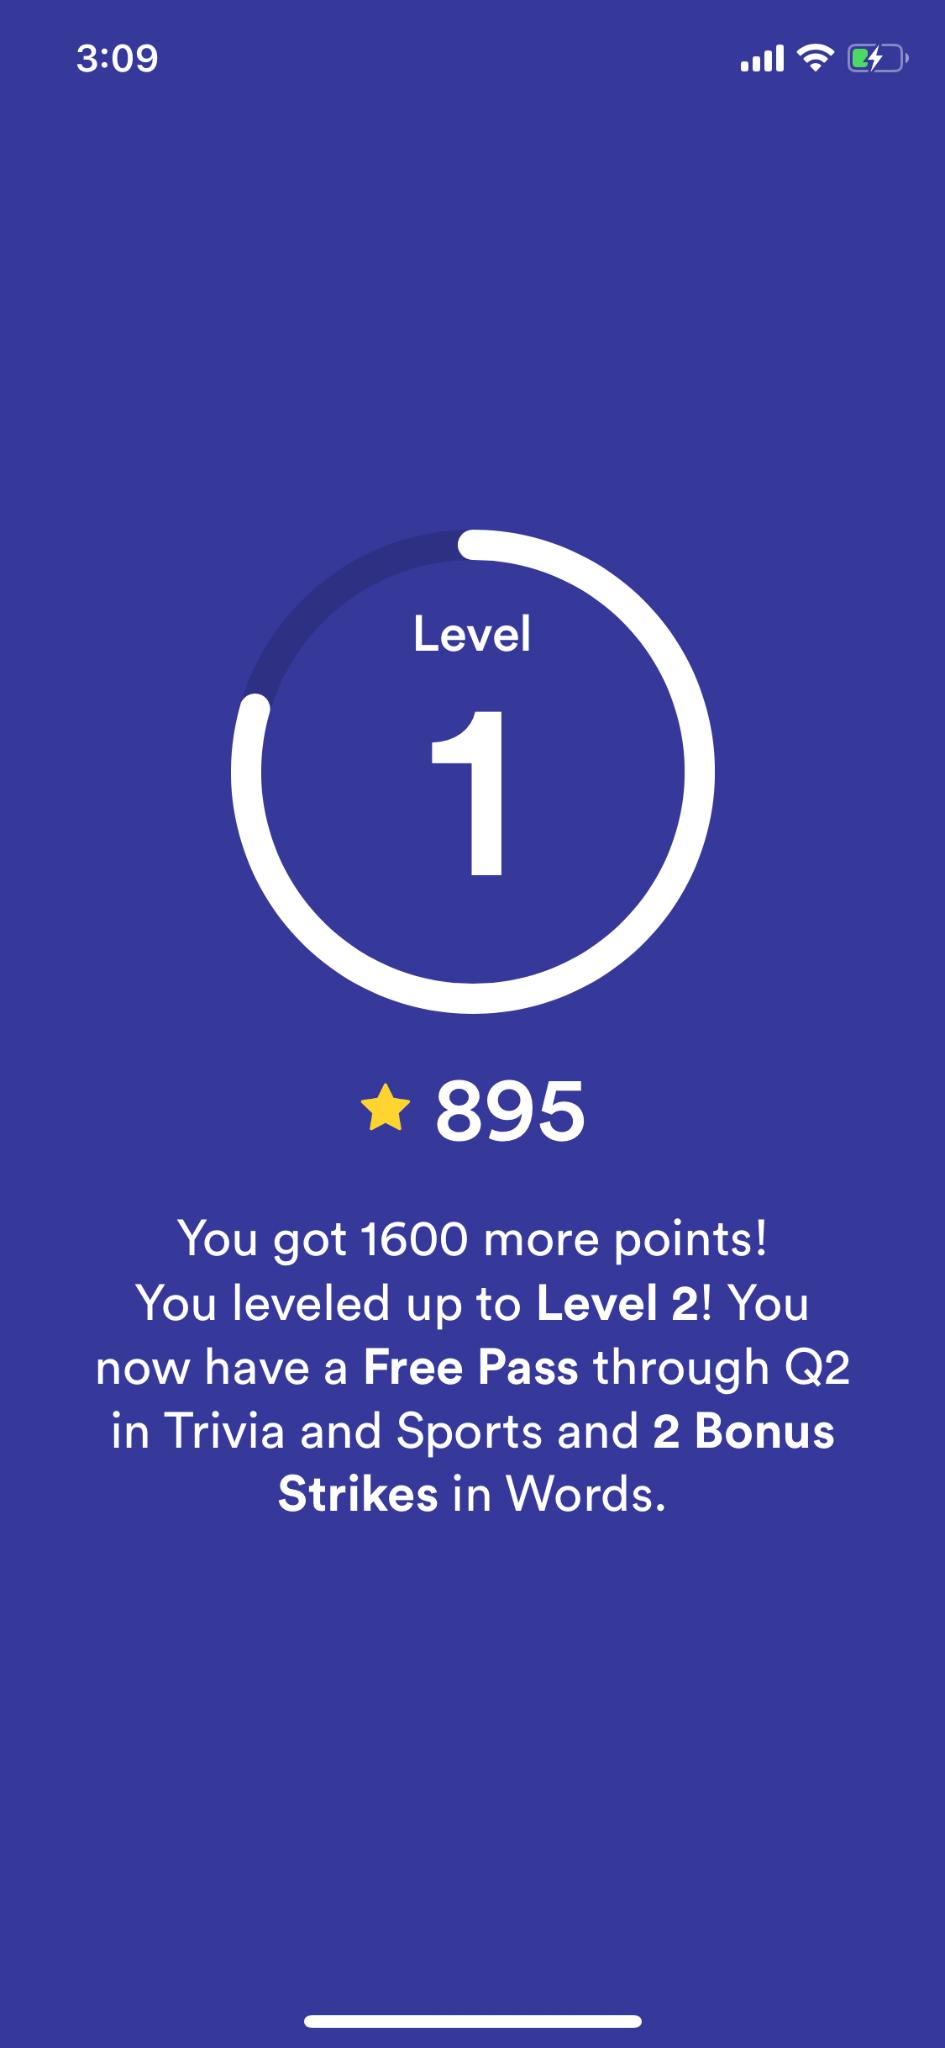 3:09
Level
1
895
You got 1600 more points!
You leveled up to Level 2! You
now have a Free Pass through Q2
in Trivia and Sports and 2 Bonus
Strikes in Words.